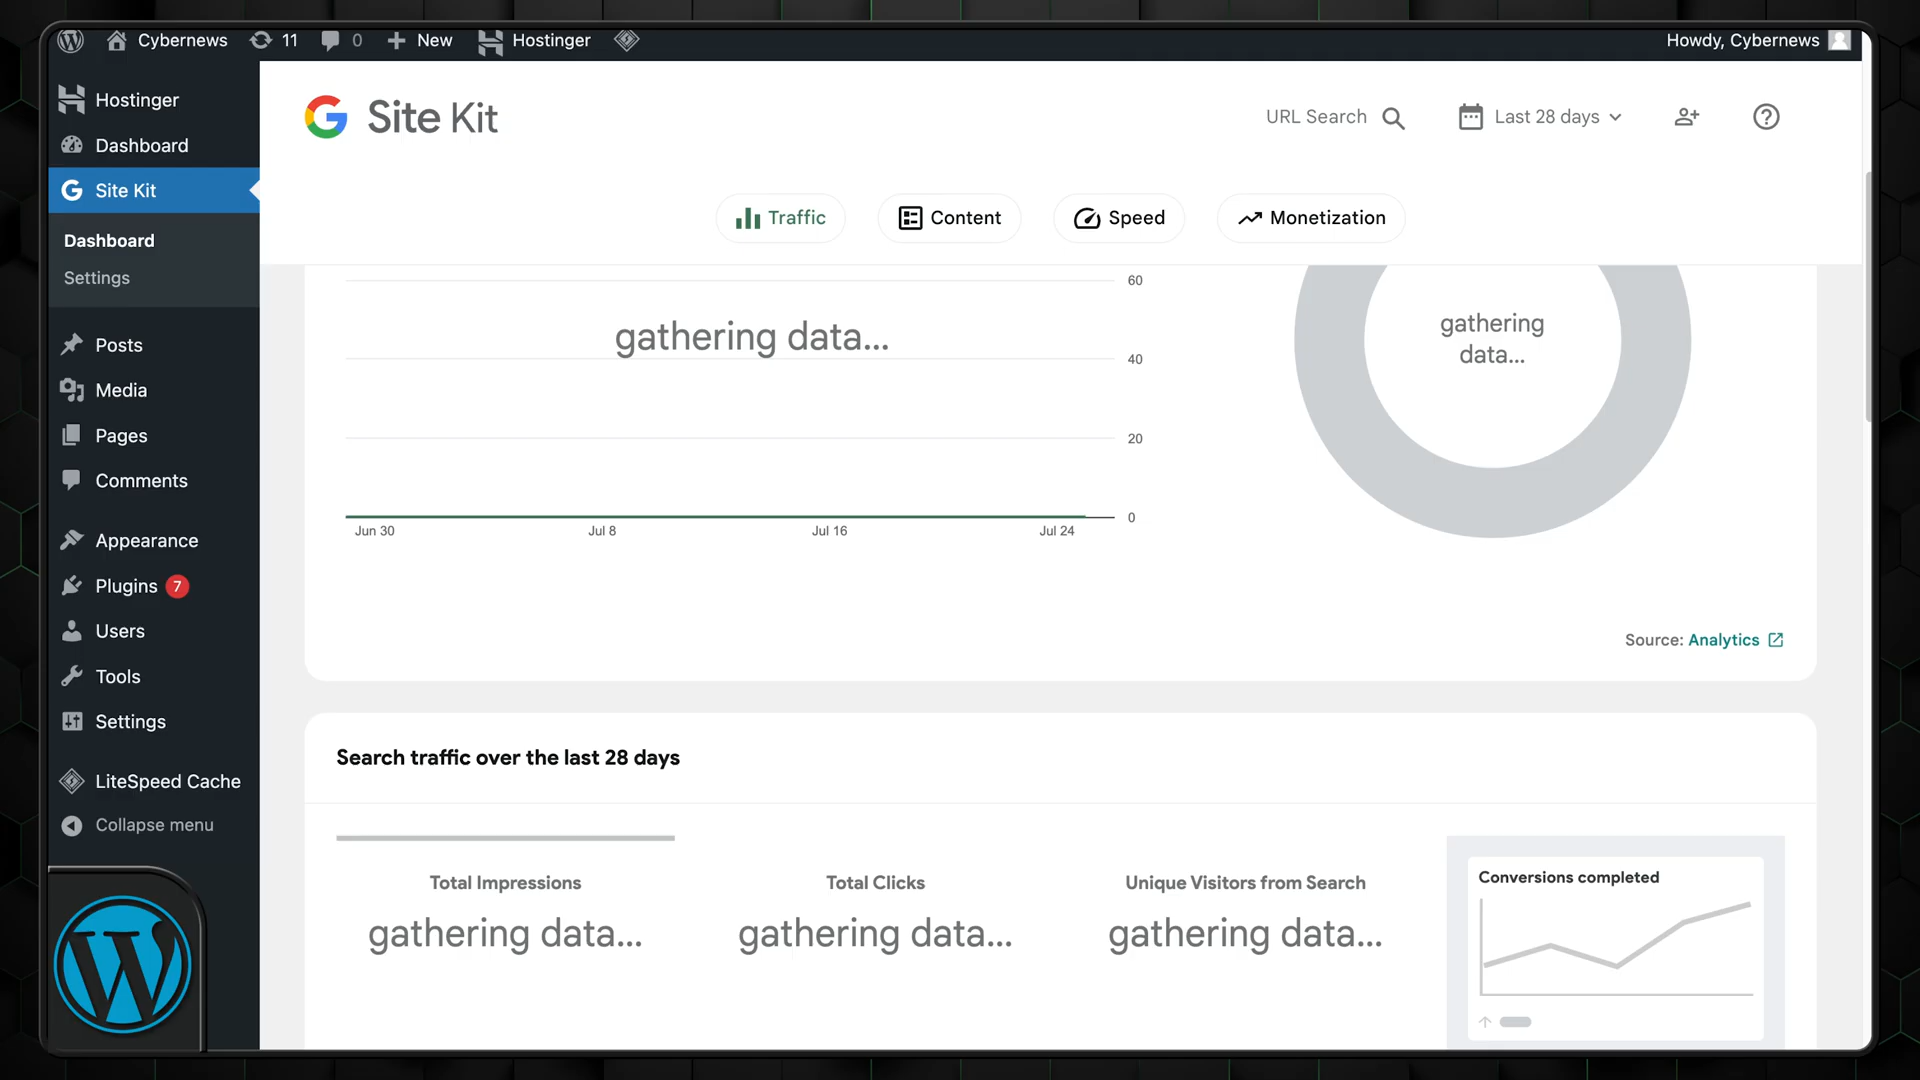 Cybernews
11
0
New
Hostinger
Howdy, Cybernews
Hostinger
Dashboard
Site Kit
Dashboard
Settings
Posts
Media
Pages
Comments
Appearance
Plugins 7
Users
Tools
Settings
LiteSpeed Cache
Collapse menu
Site Kit
URL Search
Last 28 days
Traffic
Content
Speed
Monetization
60
gathering data...
40
20
0
Jun 30
Jul 8
Jul 16
Jul 24
gathering
data...
Source: Analytics
Search traffic over the last 28 days
Total Impressions
gathering data...
Total Clicks
gathering data...
Unique Visitors from Search
gathering data...
Conversions completed